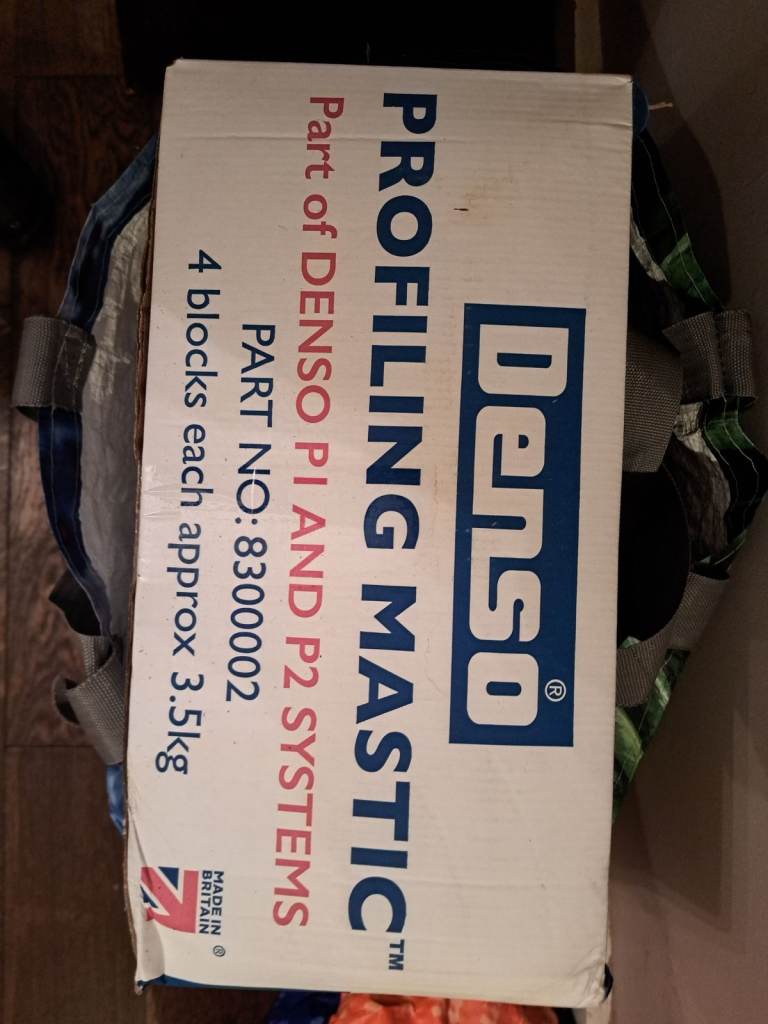 Denso®
PROFILING MASTIC™
Part of DENSO P1 AND P2 SYSTEMS
PART NO: 8300002
4 blocks each approx 3.5kg
MADE IN
BRITAIN ®